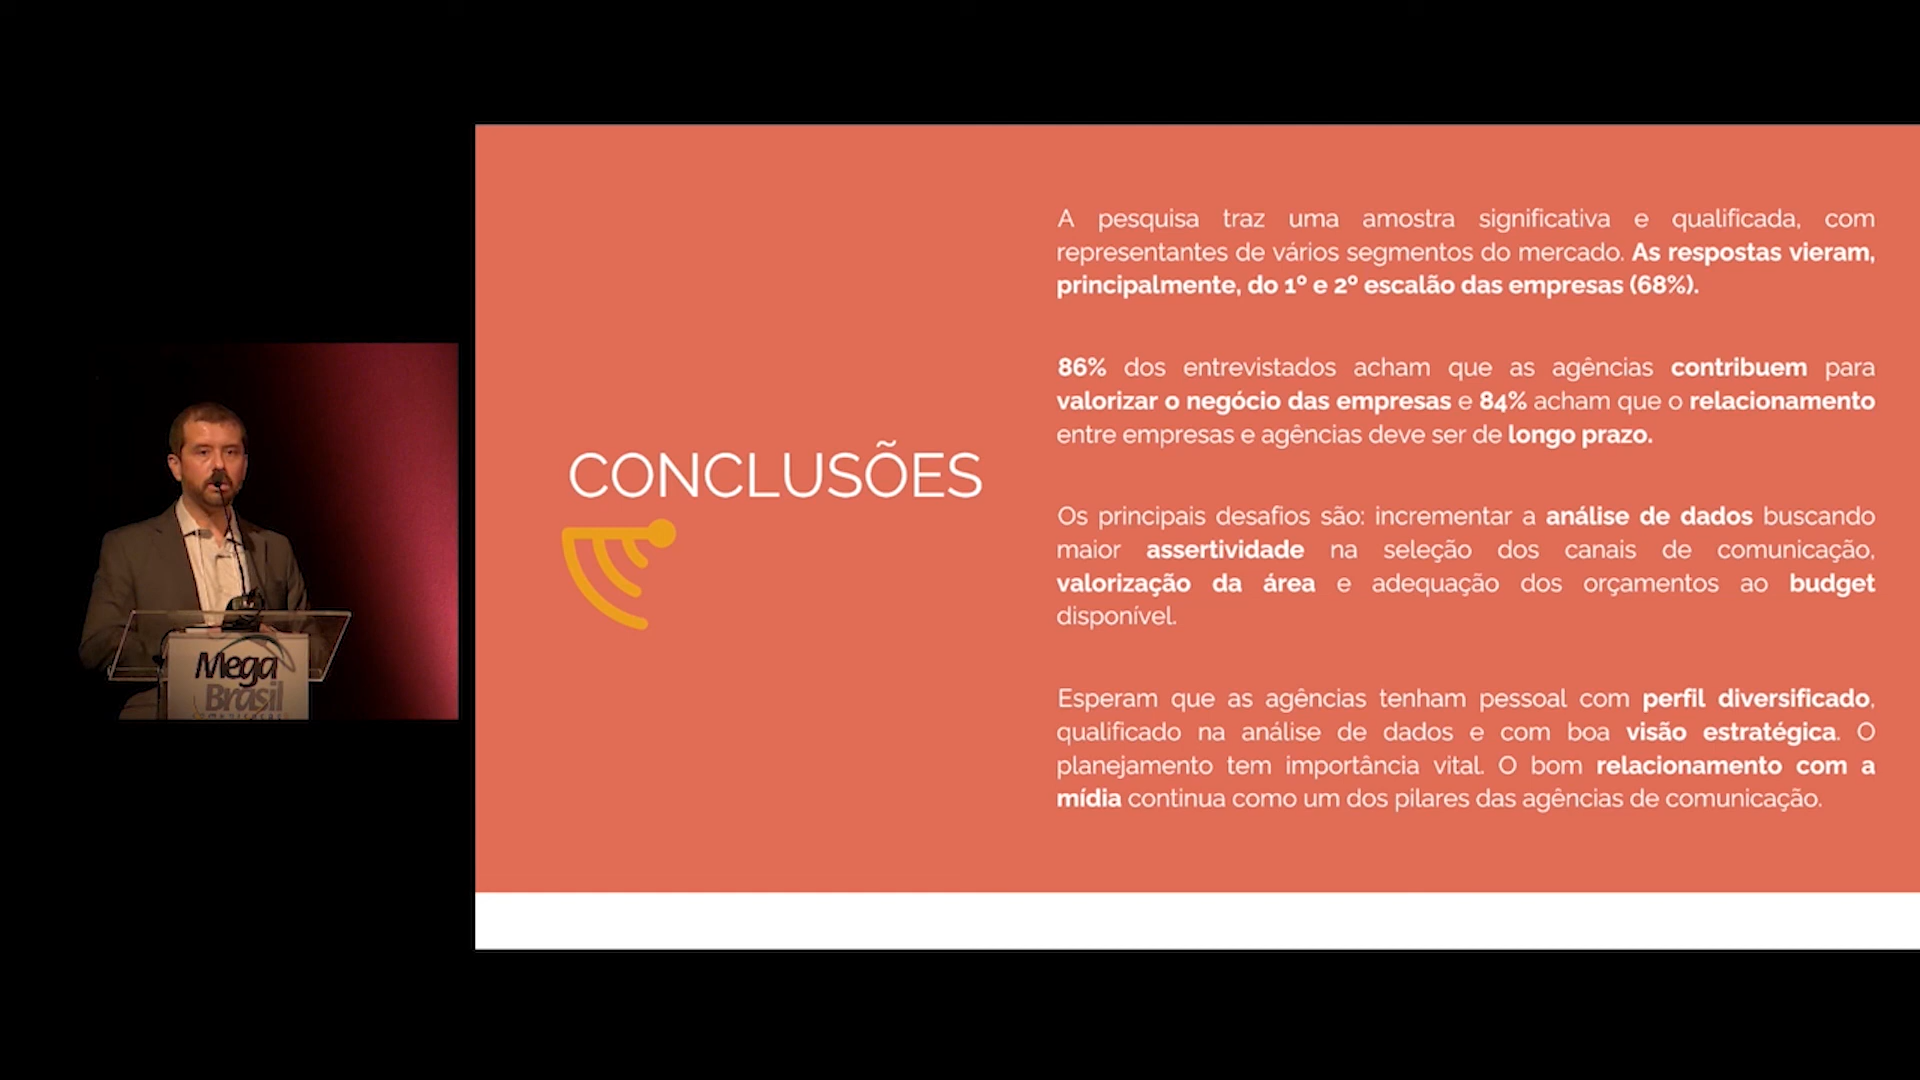 CONCLUSÕES
A pesquisa traz uma amostra significativa e qualificada, com
representantes de vários segmentos do mercado. As respostas vieram,
principalmente, do 1º e 2º escalão das empresas (68%).
86% dos entrevistados acham que as agências contribuem para
valorizar o negócio das empresas e 84% acham que o relacionamento
entre empresas e agências deve ser de longo prazo.
Os principais desafios são: incrementar a análise de dados buscando
maior assertividade na seleção dos canais de comunicação,
valorização da área e adequação dos orçamentos ao budget
disponível.
Esperam que as agências tenham pessoal com perfil diversificado,
qualificado na análise de dados e com boa visão estratégica. O
planejamento tem importância vital. O bom relacionamento com a
mídia continua como um dos pilares das agências de comunicação.
Mega
Brasil